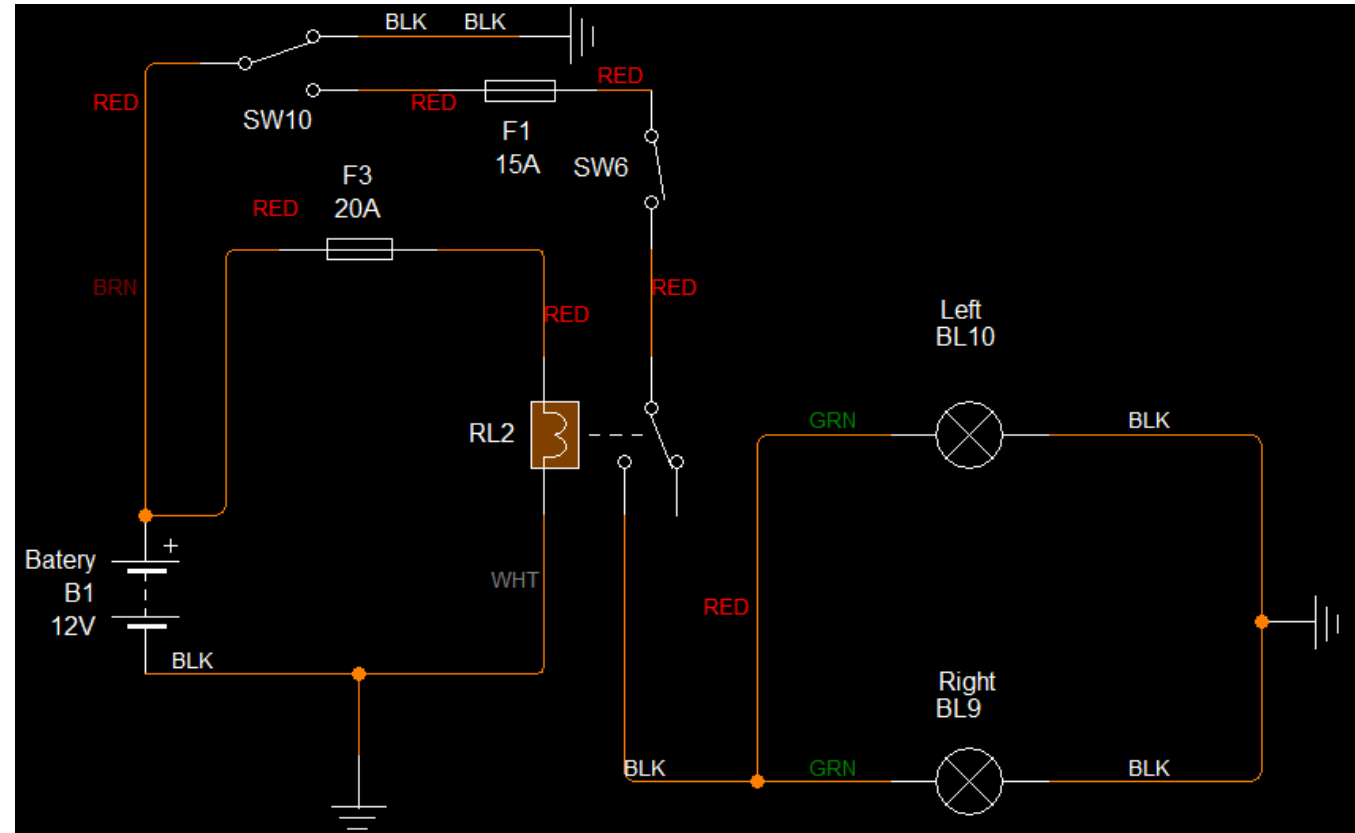 BLK BLK
RED
RED
RED
SW10
F1
15A
SW6
F3
20A
RED
BRN
RED
RED
Left
BL10
GRN
BLK
RL2
+
Batery
B1
12V
WHT
RED
BLK
Right
BL9
BLK
GRN
BLK